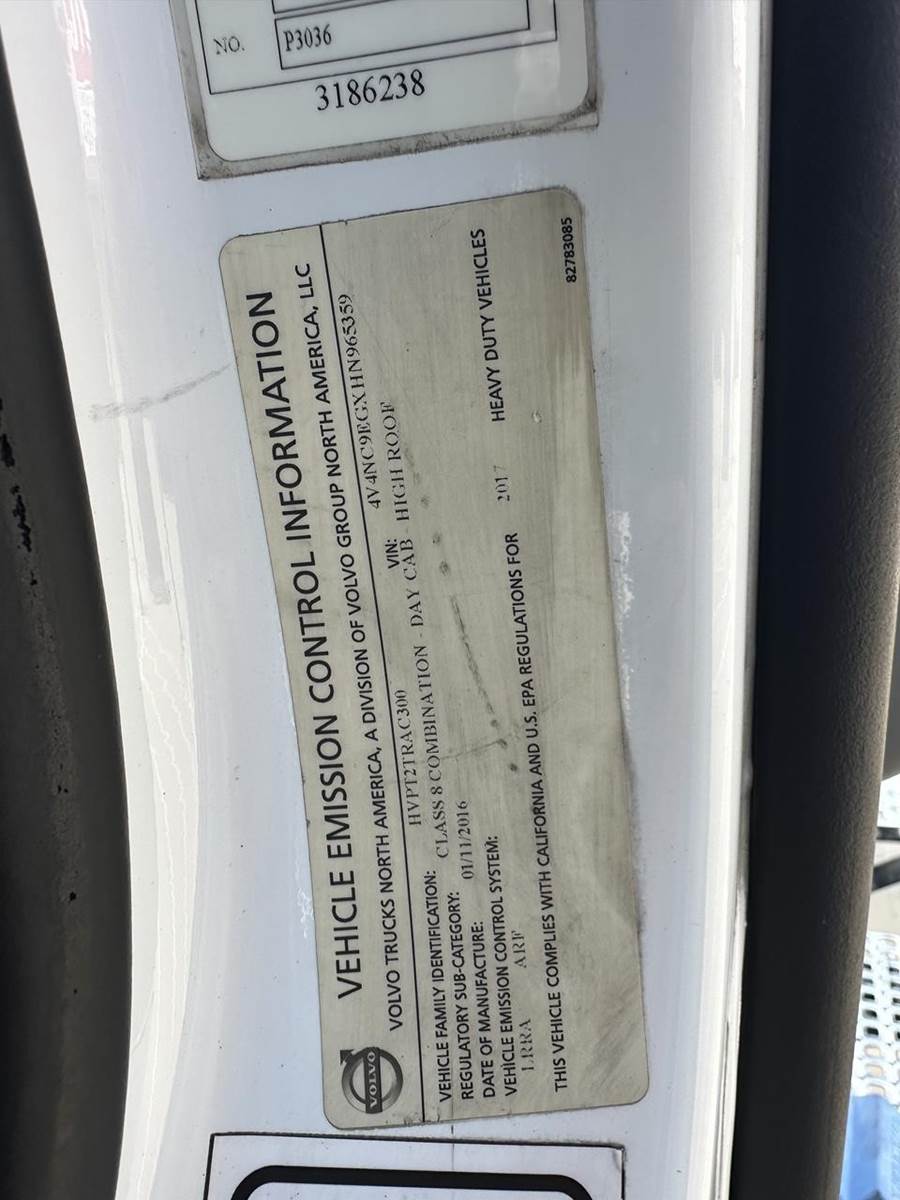 NO. P3036
3186238
VEHICLE EMISSION CONTROL INFORMATION
VOLVO TRUCKS NORTH AMERICA, A DIVISION OF VOLVO GROUP NORTH AMERICA, LLC
VOLVO
VEHICLE FAMILY IDENTIFICATION: HVPT2TRAC300 VIN: 4V4NC9EGXHN965359
REGULATORY SUB-CATEGORY: CLASS 8 COMBINATION - DAY CAB - HIGH ROOF
DATE OF MANUFACTURE: 01/11/2016
VEHICLE EMISSION CONTROL SYSTEM:
LRRA ARF
THIS VEHICLE COMPLIES WITH CALIFORNIA AND U.S. EPA REGULATIONS FOR 2017 HEAVY DUTY VEHICLES
82783085